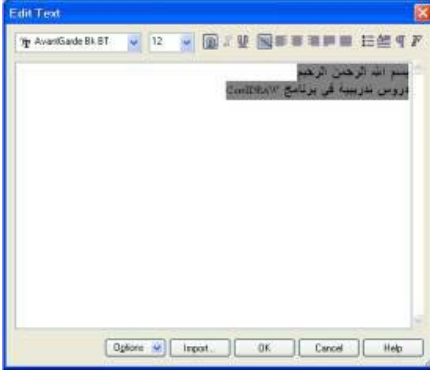 Edit Text
AvantGarde Bk BT 12
بسم الله الرحمن الرحيم
دروس تدريبية في برنامج CorelDRAW
Options Import... OK Cancel Help